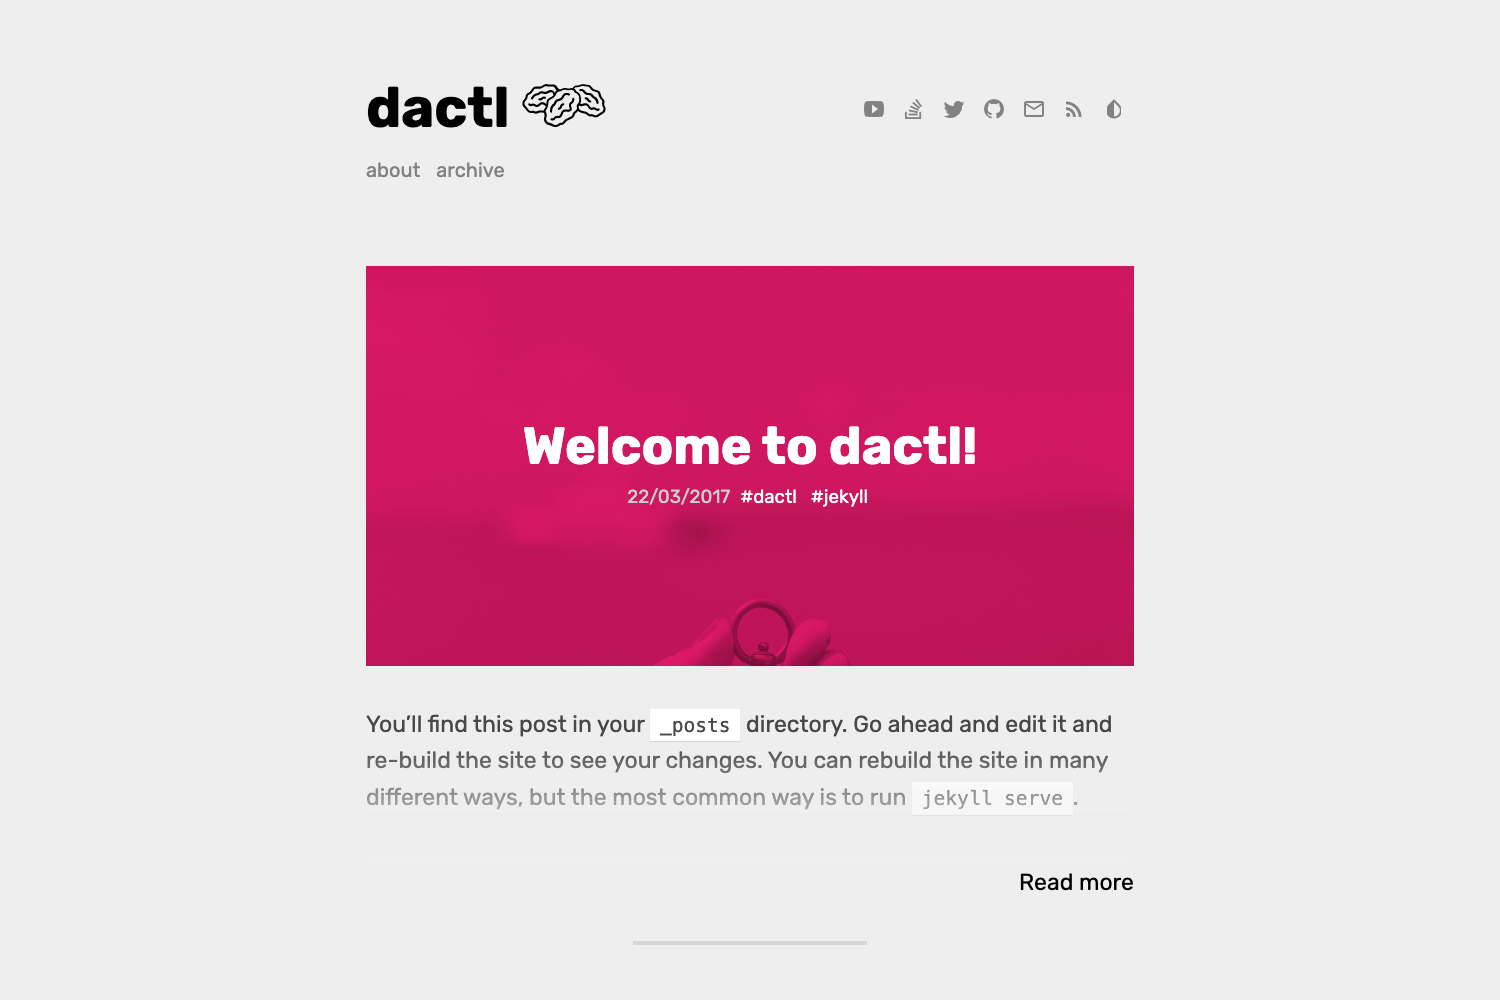 dactl
about archive
Welcome to dactl!
22/03/2017 #dactl #jekyll
You’ll find this post in your _posts directory. Go ahead and edit it and
re-build the site to see your changes. You can rebuild the site in many
different ways, but the most common way is to run jekyll serve.
Read more